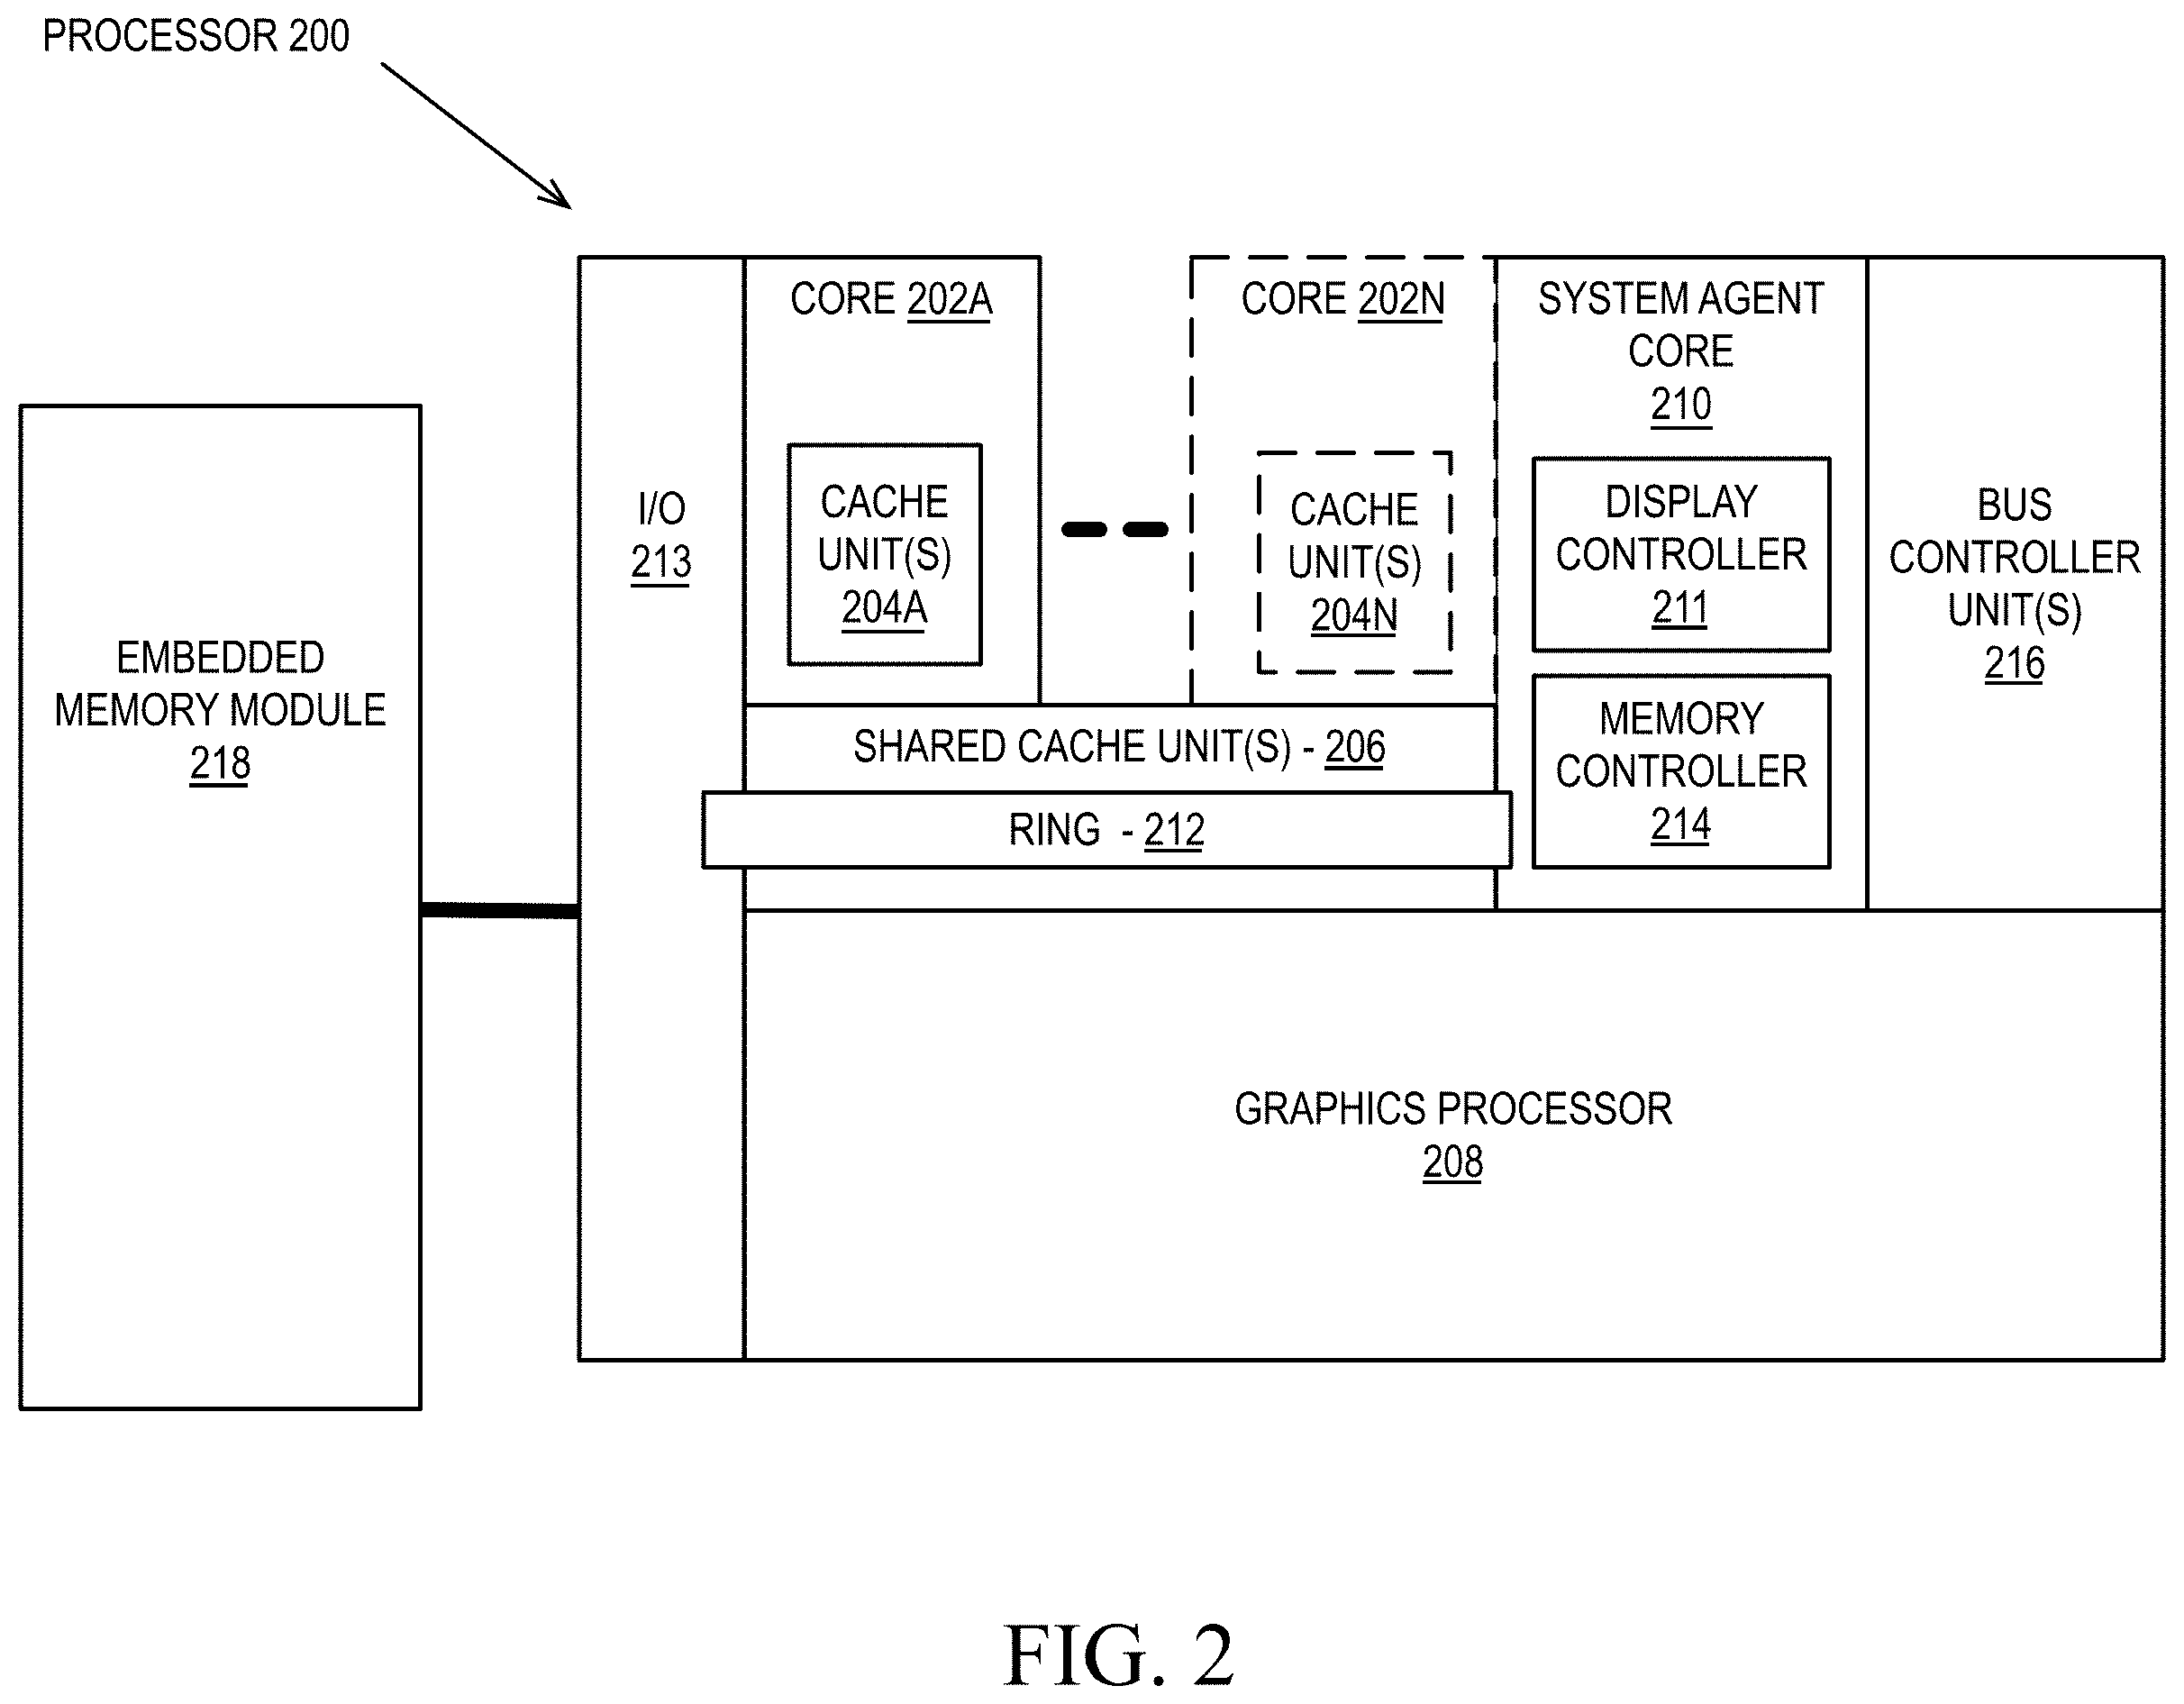 PROCESSOR 200
CORE 202A
CORE 202N
SYSTEM AGENT
CORE
210
I/O
213
CACHE
UNIT(S)
204A
CACHE
UNIT(S)
204N
DISPLAY
CONTROLLER
211
BUS
CONTROLLER
UNIT(S)
216
EMBEDDED
MEMORY MODULE
218
SHARED CACHE UNIT(S) - 206
MEMORY
CONTROLLER
214
RING - 212
GRAPHICS PROCESSOR
208
FIG. 2